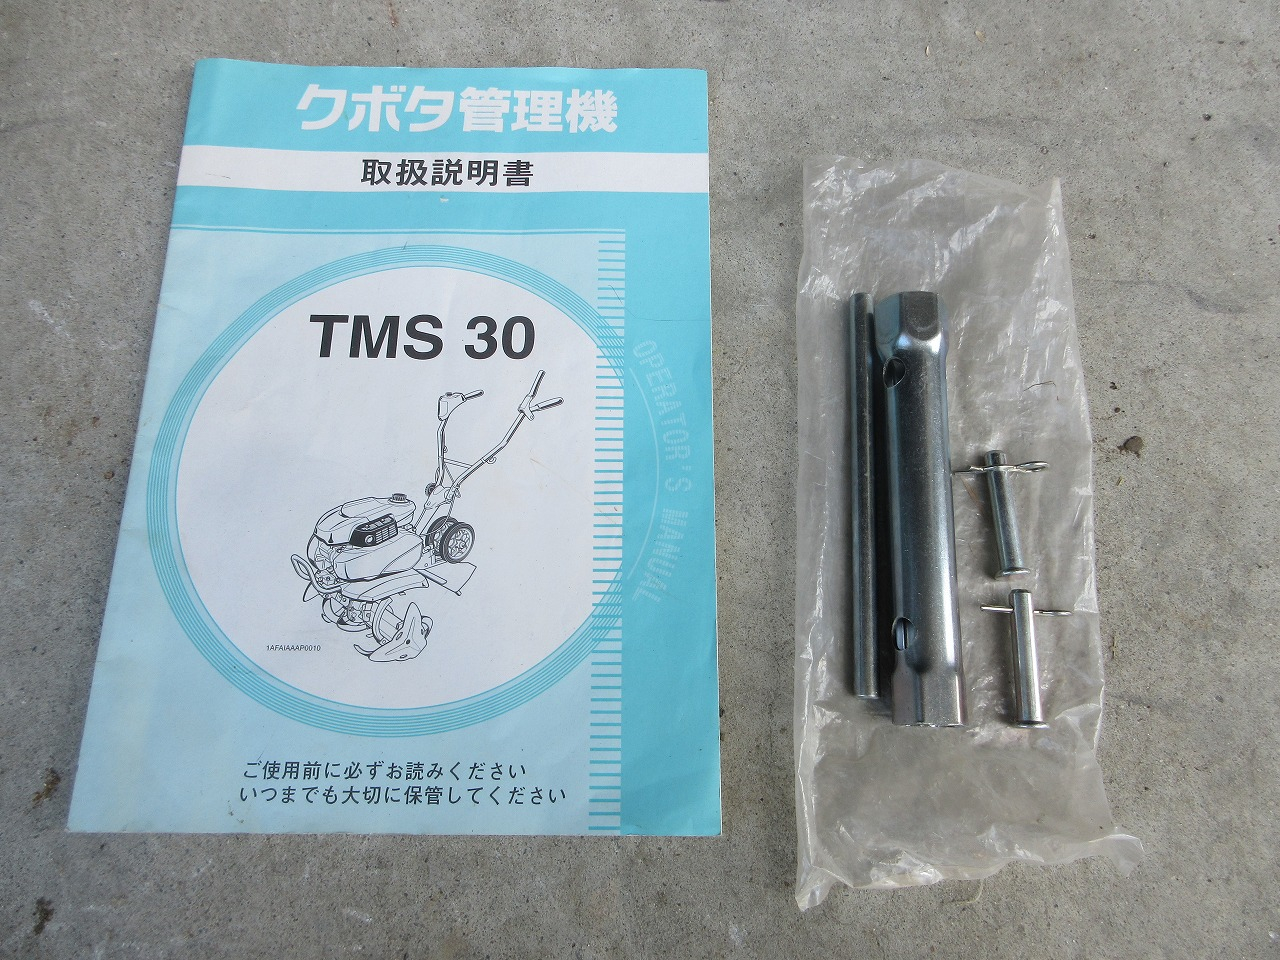 クボタ管理機
取扱説明書
TMS 30
OPERATOR'S MANUAL
1AFAIAAAP0010
ご使用前に必ずお読みください
いつまでも大切に保管してください